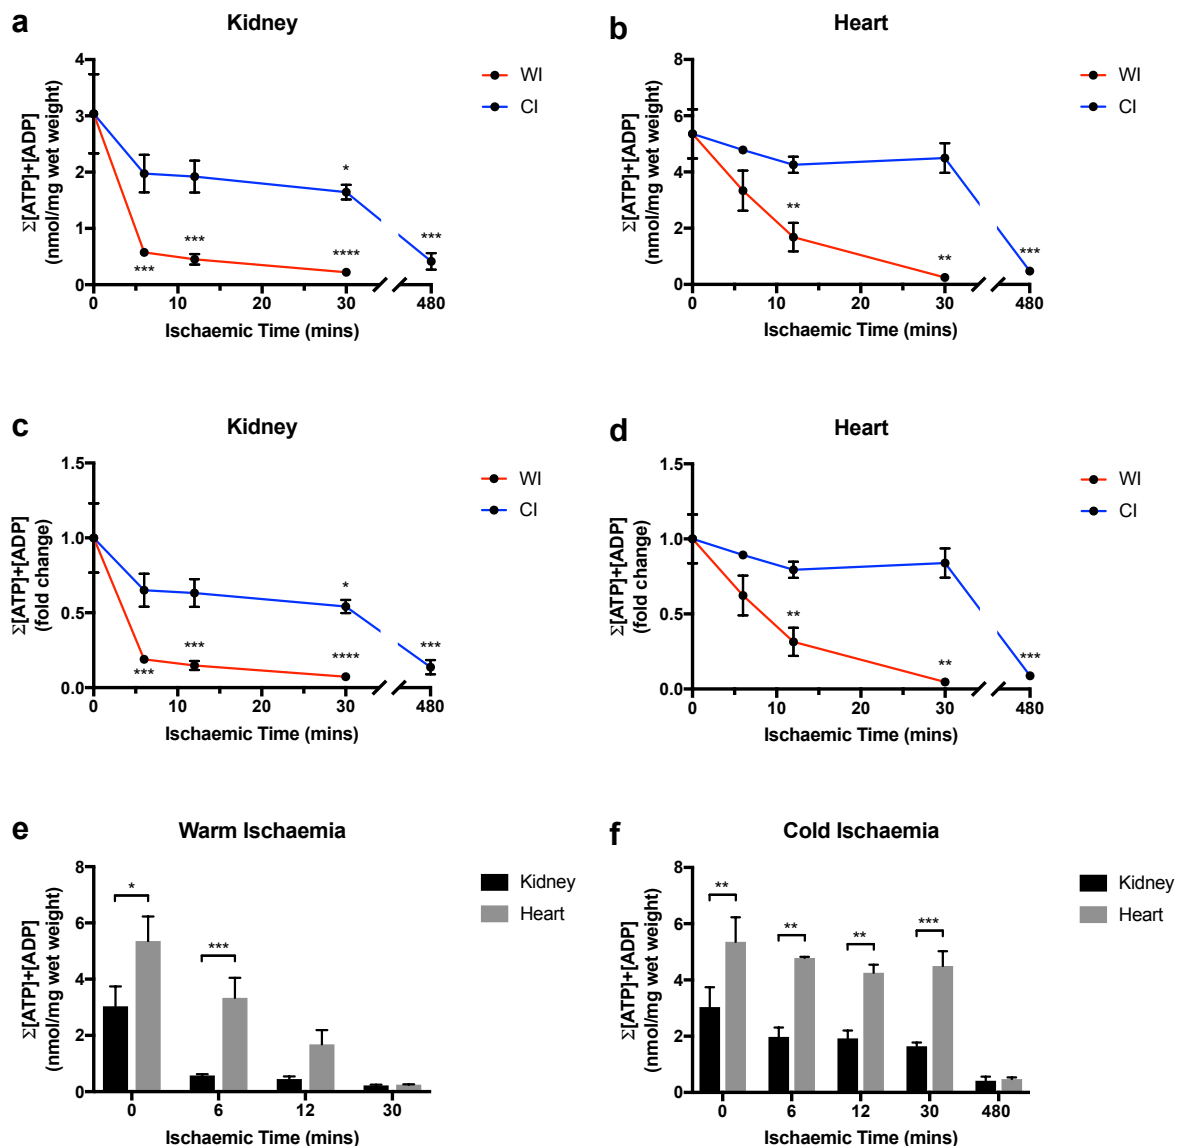 a
Kidney
Σ[ATP]+[ADP]
(nmol/mg wet weight)
4
3
2
1
0
0
10
20
30
480
Ischaemic Time (mins)
WI
CI
***
***
****
*
***
b
Heart
Σ[ATP]+[ADP]
(nmol/mg wet weight)
8
6
4
2
0
0
10
20
30
480
Ischaemic Time (mins)
WI
CI
**
**
***
c
Kidney
Σ[ATP]+[ADP]
(fold change)
1.5
1.0
0.5
0.0
0
10
20
30
480
Ischaemic Time (mins)
WI
CI
***
***
****
*
***
d
Heart
Σ[ATP]+[ADP]
(fold change)
1.5
1.0
0.5
0.0
0
10
20
30
480
Ischaemic Time (mins)
WI
CI
**
**
***
e
Warm Ischaemia
Σ[ATP]+[ADP]
(nmol/mg wet weight)
8
6
4
2
0
*
***
0
6
12
30
Ischaemic Time (mins)
Kidney
Heart
f
Cold Ischaemia
Σ[ATP]+[ADP]
(nmol/mg wet weight)
8
6
4
2
0
**
**
**
***
0
6
12
30
480
Ischaemic Time (mins)
Kidney
Heart